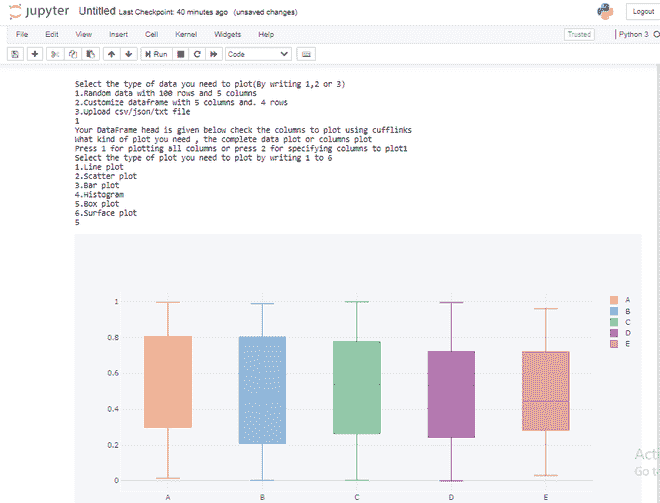 jupyter Untitled Last Checkpoint: 40 minutes ago (unsaved changes)
Logout
File Edit View Insert Cell Kernel Widgets Help
Trusted
Python 3
Run
Code
Select the type of data you need to plot(By writing 1,2 or 3)
1.Random data with 100 rows and 5 columns
2.Customize dataframe with 5 columns and. 4 rows
3.Upload csv/json/txt file
1
Your DataFrame head is given below check the columns to plot using cufflinks
What kind of plot you need , the complete data plot or columns plot
Press 1 for plotting all columns or press 2 for specifying columns to plot1
Select the type of plot you need to plot by writing 1 to 6
1.Line plot
2.Scatter plot
3.Bar plot
4.Histogram
5.Box plot
6.Surface plot
5
1
0.8
0.6
0.4
0.2
0
A B C D E
A
B
C
D
E
Acti
Go t